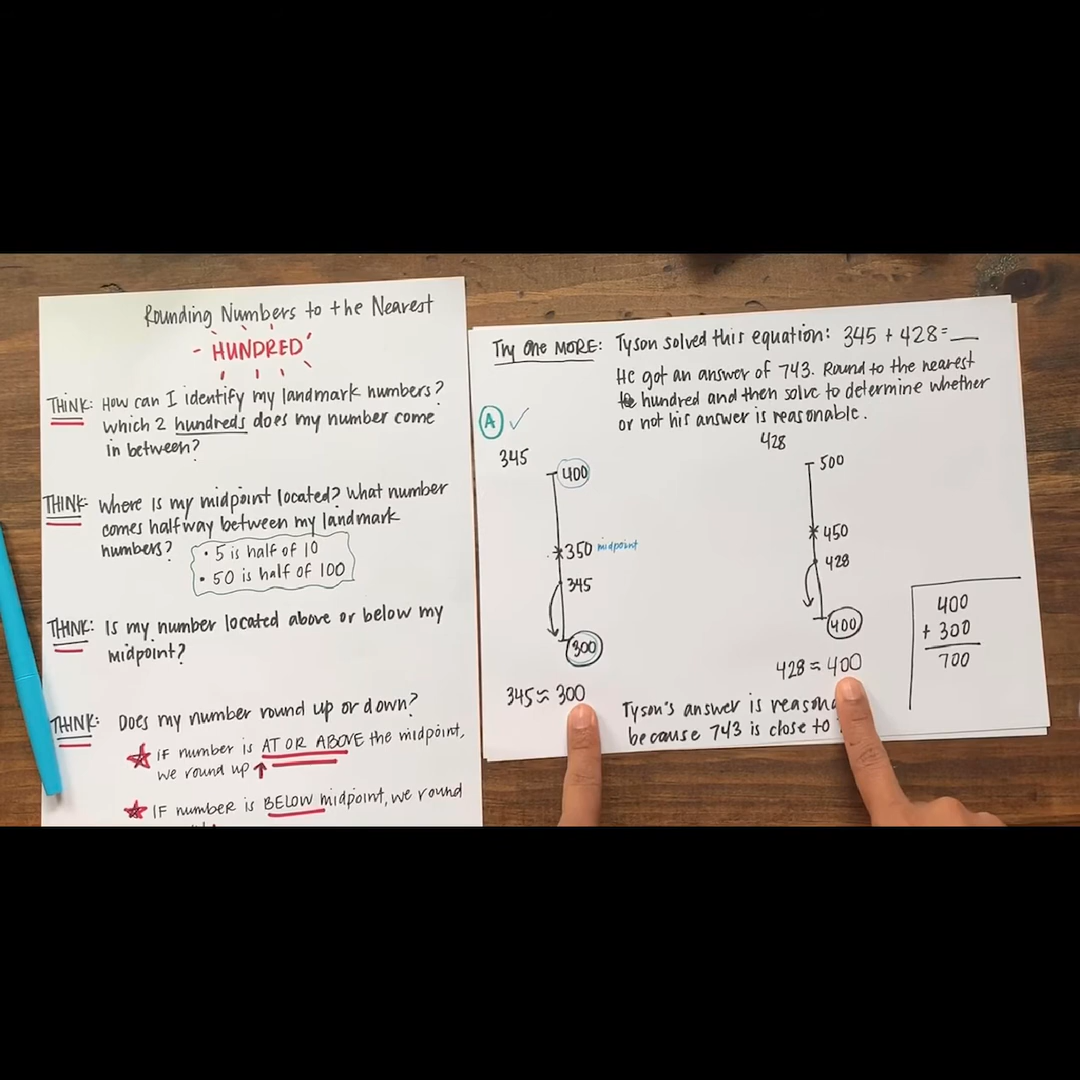 Rounding Numbers to the Nearest
- HUNDRED -
THINK: How can I identify my landmark numbers?
Which 2 hundreds does my number come
in between?
THINK: Where is my midpoint located? What number
comes halfway between my landmark
numbers?
• 5 is half of 10
• 50 is half of 100
THINK: Is my number located above or below my
midpoint?
THINK: Does my number round up or down?
IF number is AT OR ABOVE the midpoint,
we round up ↑
IF number is BELOW midpoint, we round
Try One MORE: Tyson solved this equation: 345 + 428 = __
He got an answer of 743. Round to the nearest
hundred and then solve to determine whether
or not his answer is reasonable.
A ✓
345
400
350 midpoint
345
300
345 ≈ 300
428
500
450
428
400
428 ≈ 400
400
+ 300
700
Tyson's answer is
because 743 is close to